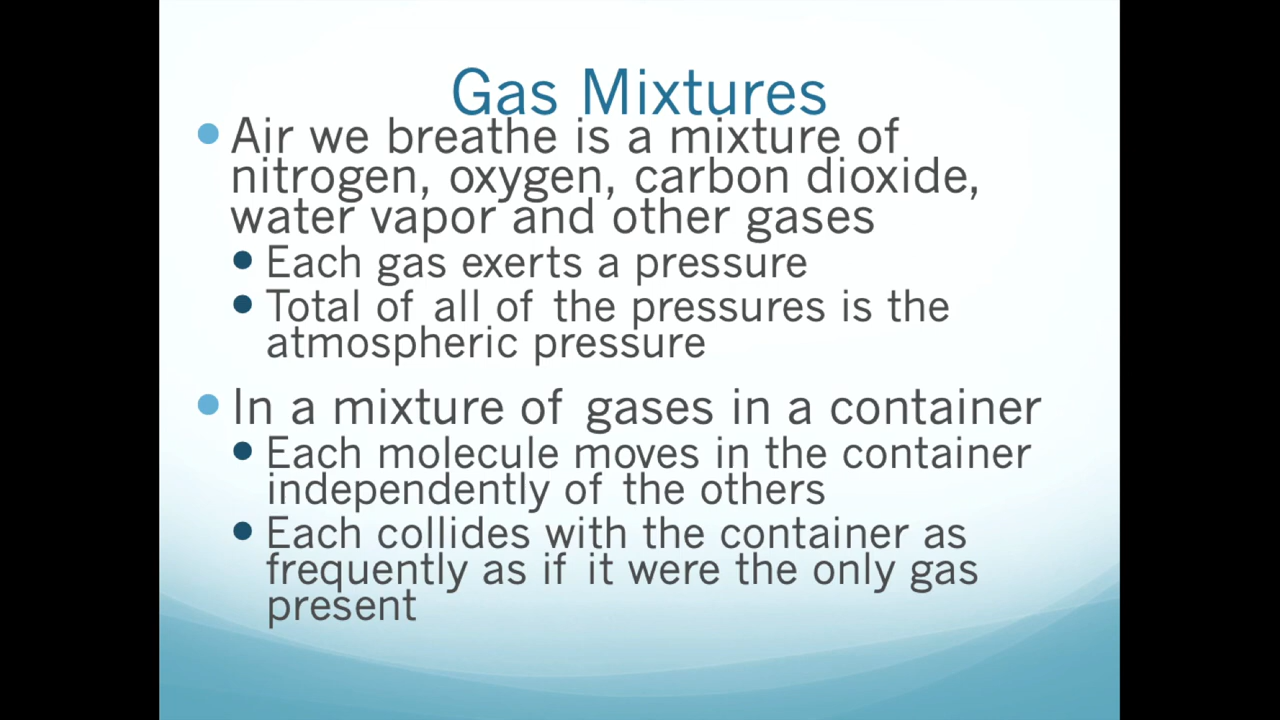 Gas Mixtures
• Air we breathe is a mixture of
nitrogen, oxygen, carbon dioxide,
water vapor and other gases
• Each gas exerts a pressure
• Total of all of the pressures is the
atmospheric pressure
• In a mixture of gases in a container
• Each molecule moves in the container
independently of the others
• Each collides with the container as
frequently as if it were the only gas
present